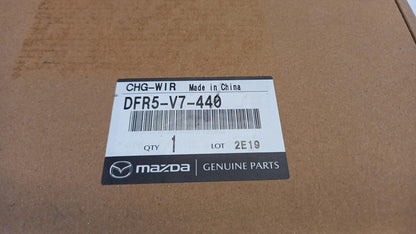 CHG-WIR Made in China
DFR5-V7-440
QTY 1 LOT 2E19
mazda GENUINE PARTS